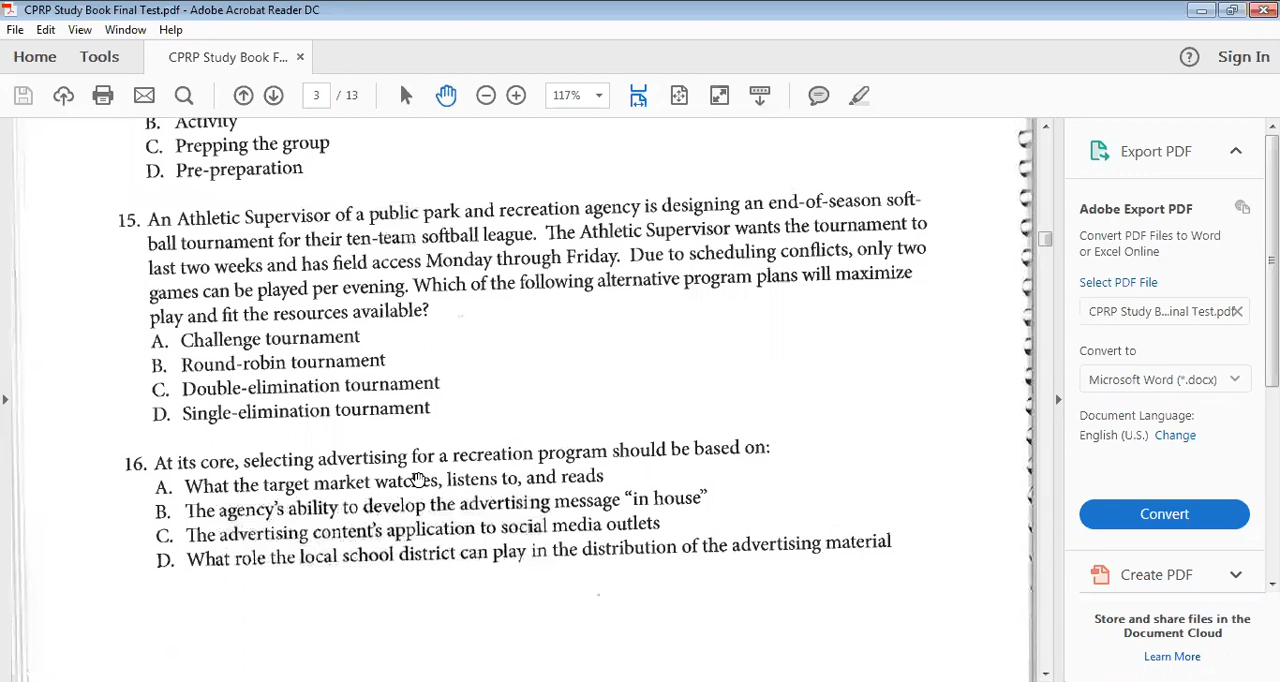 CPRP Study Book Final Test.pdf - Adobe Acrobat Reader DC
File Edit View Window Help
Home Tools CPRP Study Book F... × Sign In
3 / 13 117%
B. Activity
C. Prepping the group
D. Pre-preparation
15. An Athletic Supervisor of a public park and recreation agency is designing an end-of-season soft-
ball tournament for their ten-team softball league. The Athletic Supervisor wants the tournament to
last two weeks and has field access Monday through Friday. Due to scheduling conflicts, only two
games can be played per evening. Which of the following alternative program plans will maximize
play and fit the resources available?
A. Challenge tournament
B. Round-robin tournament
C. Double-elimination tournament
D. Single-elimination tournament
16. At its core, selecting advertising for a recreation program should be based on:
A. What the target market watches, listens to, and reads
B. The agency's ability to develop the advertising message “in house”
C. The advertising content's application to social media outlets
D. What role the local school district can play in the distribution of the advertising material
Export PDF
Adobe Export PDF
Convert PDF Files to Word
or Excel Online
Select PDF File
CPRP Study B...inal Test.pdf
Convert to
Microsoft Word (*.docx)
Document Language:
English (U.S.) Change
Convert
Create PDF
Store and share files in the
Document Cloud
Learn More